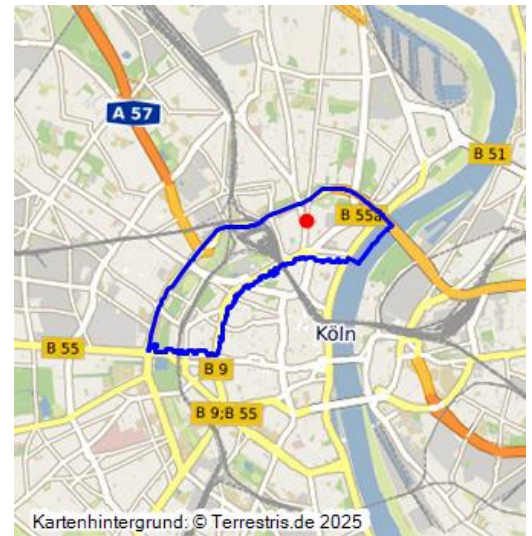 A 57
B 51
B 55a
Köln
B 55
B 9
B 9;B 55
Kartenhintergrund: © Terrestris.de 2025